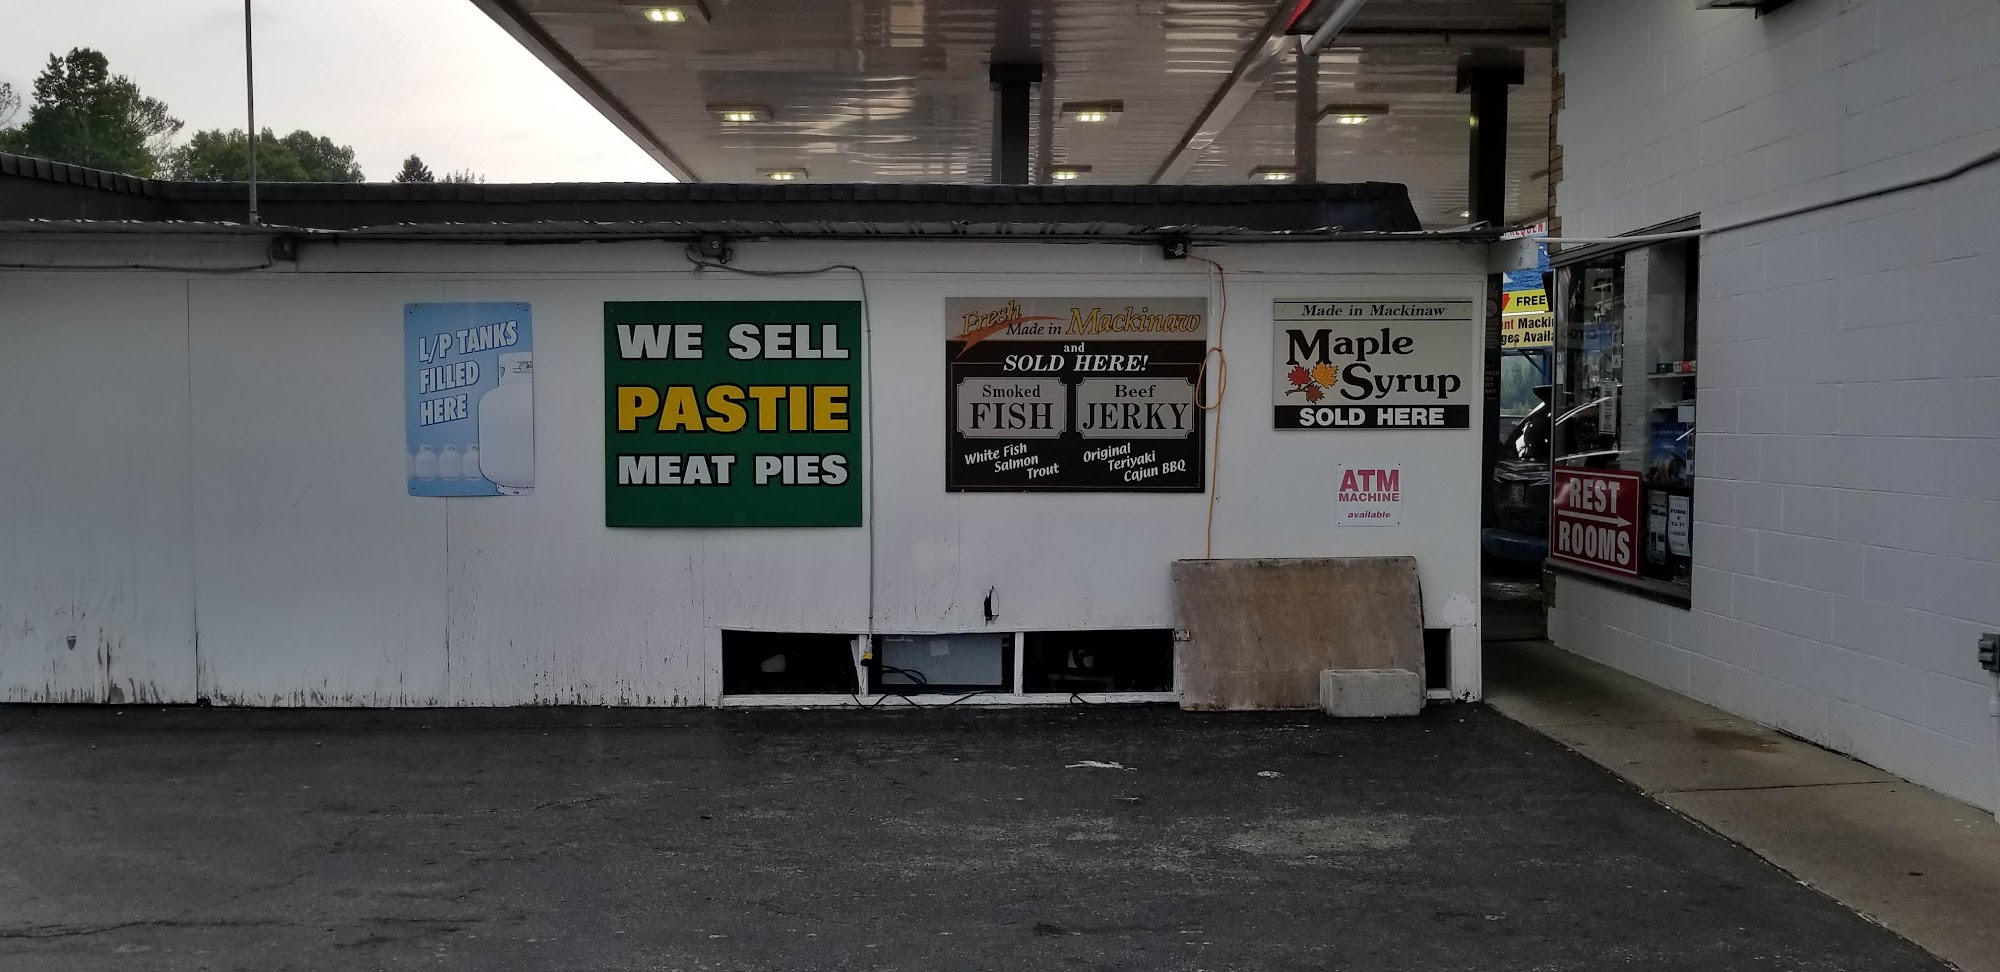 L/P TANKS
FILLED
HERE
WE SELL
PASTIE
MEAT PIES
Fresh
Made in Mackinaw
and
SOLD HERE!
Smoked
FISH
White Fish
Salmon
Trout
Beef
JERKY
Original
Teriyaki
Cajun BBQ
Made in Mackinaw
Maple
Syrup
SOLD HERE
ATM
MACHINE
available
FREE
REST
ROOMS